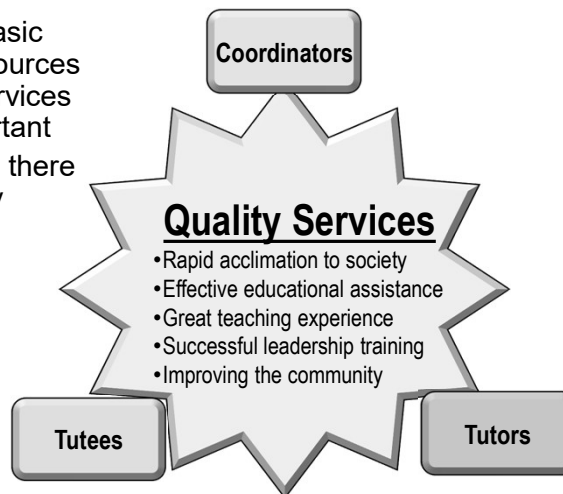 Coordinators
asic
ources
rvices
rtant
there
Quality Services
•Rapid acclimation to society
•Effective educational assistance
•Great teaching experience
•Successful leadership training
•Improving the community
Tutees
Tutors